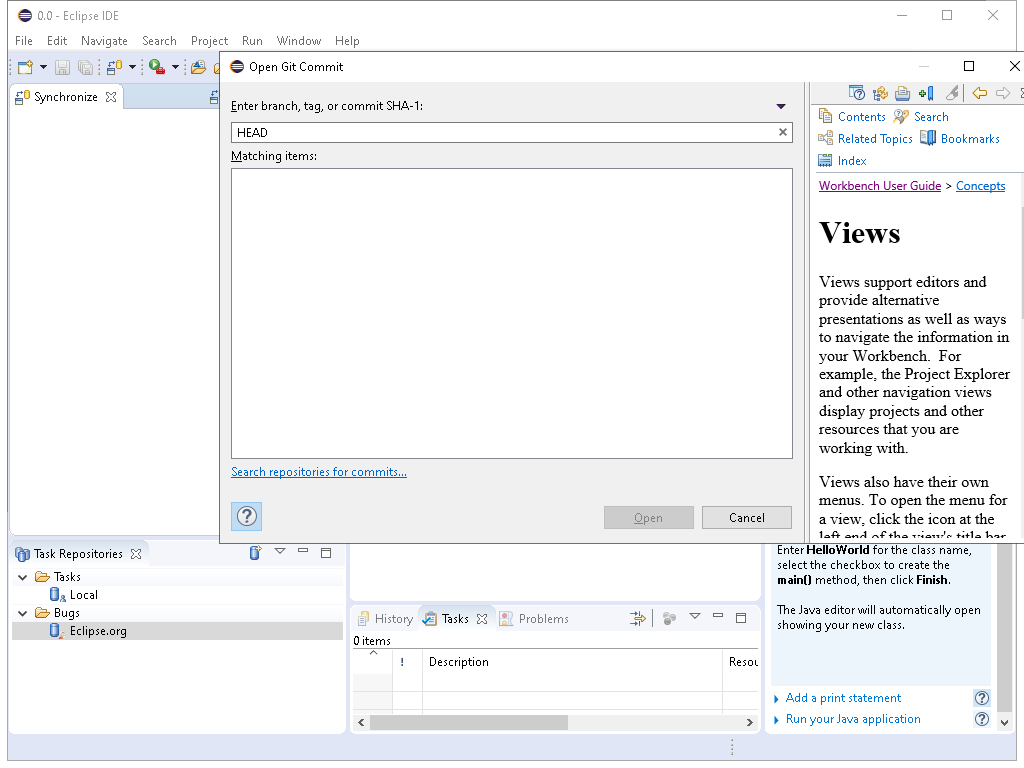 0.0 - Eclipse IDE
File Edit Navigate Search Project Run Window Help
Open Git Commit
Synchronize
Enter branch, tag, or commit SHA-1:
HEAD
Matching items:
Search repositories for commits...
Open Cancel
Contents Search
Related Topics Bookmarks
Index
Workbench User Guide > Concepts
Views
Views support editors and
provide alternative
presentations as well as ways
to navigate the information in
your Workbench. For
example, the Project Explorer
and other navigation views
display projects and other
resources that you are
working with.
Views also have their own
menus. To open the menu for
a view, click the icon at the
left end of the view's title bar.
Task Repositories
Tasks
Local
Bugs
Eclipse.org
History Tasks Problems
0 items
! Description Resou
Enter HelloWorld for the class name,
select the checkbox to create the
main() method, then click Finish.
The Java editor will automatically open
showing your new class.
Add a print statement
Run your Java application